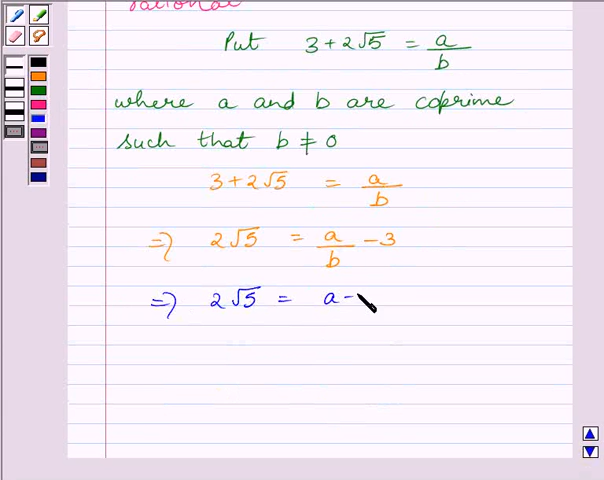 rational
Put 3 + 2√5 = a/b
where a and b are coprime
such that b ≠ 0
3 + 2√5 = a/b
⇒ 2√5 = a/b - 3
⇒ 2√5 = a -